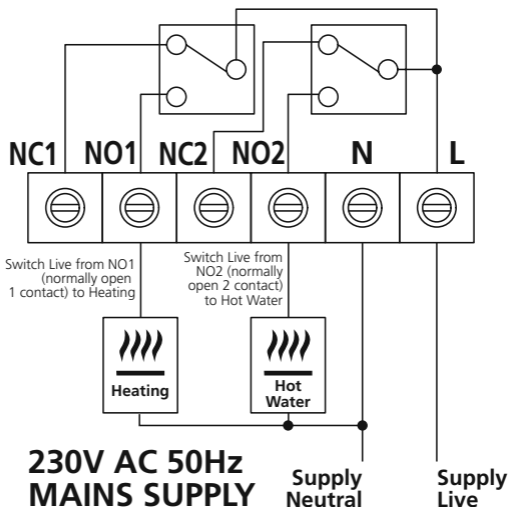 NC1 NO1 NC2 NO2 N L
Switch Live from NO1
(normally open
1 contact) to Heating
Switch Live from
NO2 (normally
open 2 contact)
to Hot Water
Heating
Hot
Water
230V AC 50Hz
MAINS SUPPLY
Supply
Neutral
Supply
Live